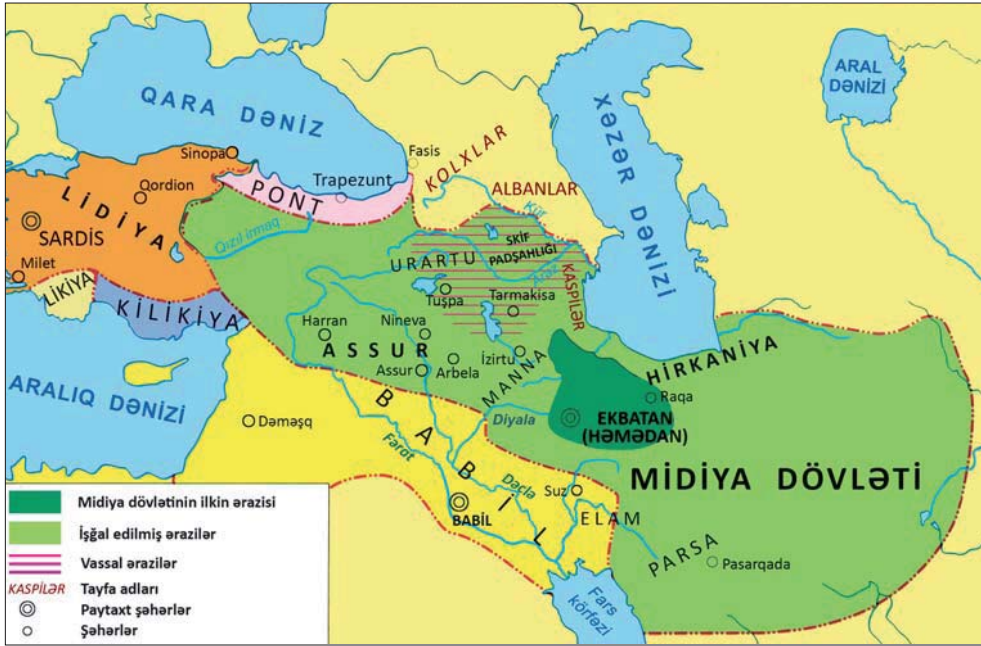 QARA DƏNİZ
XƏZƏR DƏNİZİ
ARAL
DƏNİZİ
Sinopa
Fasis
KOLXLAR
ALBANLAR
Qordion
LİDİYA
PONT
Trapezunt
Kür
SARDİS
Qızıl irmaq
URARTU
SKİF
PADŞAHLIĞI
Araz
KASPİLƏR
Milet
LİKİYA
KİLİKİYA
Tuşpa
Tarmakisa
Harran
Nineva
ASSUR
Assur
Arbela
İzirtu
MANNA
HİRKANİYA
Raqa
ARALIQ DƏNİZİ
Dəməşq
BABİL
Fərat
Dəclə
Diyala
EKBATAN
(HƏMƏDAN)
MİDİYA DÖVLƏTİ
Suz
BABİL
ELAM
PARSA
Pasarqada
Fars
körfəzi
Midiya dövlətinin ilkin ərazisi
İşğal edilmiş ərazilər
Vassal ərazilər
KASPİLƏR Tayfa adları
Paytaxt şəhərlər
Şəhərlər